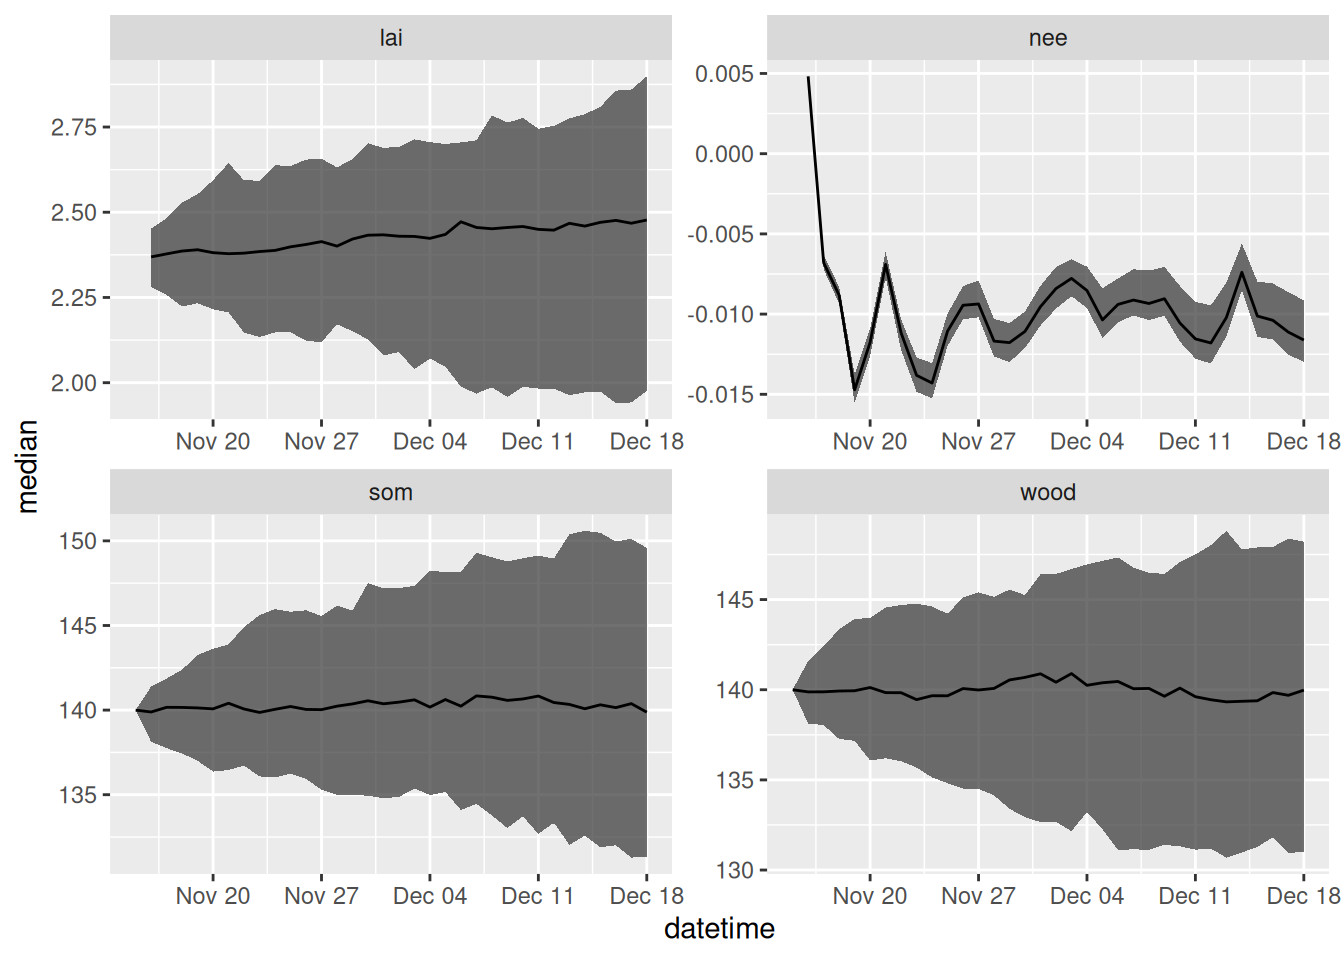 lai
nee
2.75
2.50
2.25
2.00
0.005
0.000
-0.005
-0.010
-0.015
Nov 20 Nov 27 Dec 04 Dec 11 Dec 18
Nov 20 Nov 27 Dec 04 Dec 11 Dec 18
median
som
wood
150
145
140
135
145
140
135
130
Nov 20 Nov 27 Dec 04 Dec 11 Dec 18
Nov 20 Nov 27 Dec 04 Dec 11 Dec 18
datetime